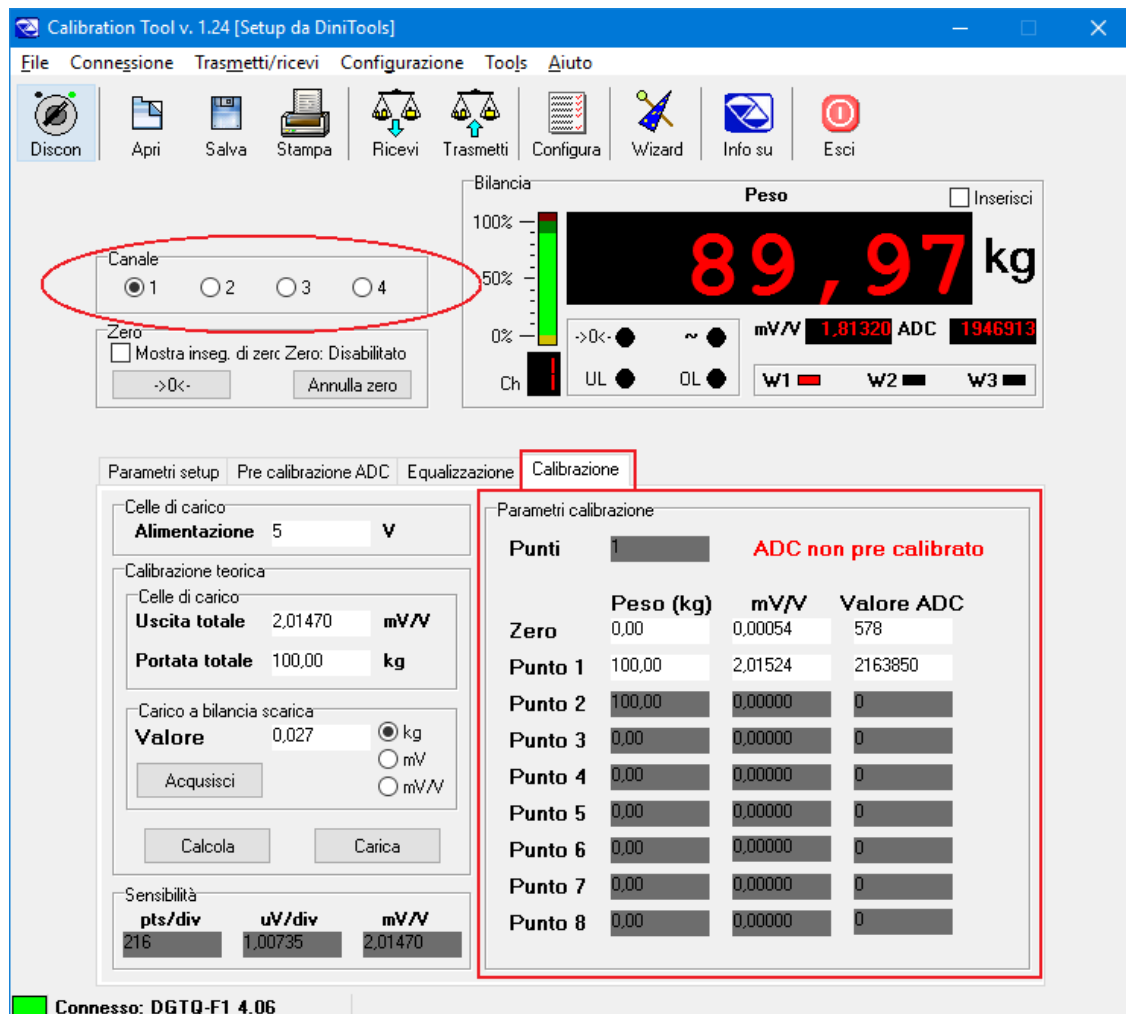 Calibration Tool v. 1.24 [Setup da DiniTools]
File Connessione Trasmetti/ricevi Configurazione Tools Aiuto
Discon Apri Salva Stampa Ricevi Trasmetti Configura Wizard Info su Esci
Bilancia
Peso
Inserisci
100%
50%
0%
89,97 kg
Canale
1 2 3 4
Zero
Mostra inseg. di zerc Zero: Disabilitato
->0<- Annulla zero
->0<- ~
mV/V 1,81320 ADC 1946913
Ch 1
UL OL
W1 W2 W3
Parametri setup Pre calibrazione ADC Equalizzazione Calibrazione
Celle di carico
Alimentazione 5 V
Calibrazione teorica
Celle di carico
Uscita totale 2,01470 mV/V
Portata totale 100,00 kg
Carico a bilancia scarica
Valore 0,027 kg
mV
Acqusisci mV/V
Calcola Carica
Sensibilità
pts/div uV/div mV/V
216 1,00735 2,01470
Parametri calibrazione
Punti 1 ADC non pre calibrato
Peso (kg) mV/V Valore ADC
Zero 0,00 0,00054 578
Punto 1 100,00 2,01524 2163850
Punto 2 100,00 0,00000 0
Punto 3 0,00 0,00000 0
Punto 4 0,00 0,00000 0
Punto 5 0,00 0,00000 0
Punto 6 0,00 0,00000 0
Punto 7 0,00 0,00000 0
Punto 8 0,00 0,00000 0
Connesso: DGTQ-F1 4.06